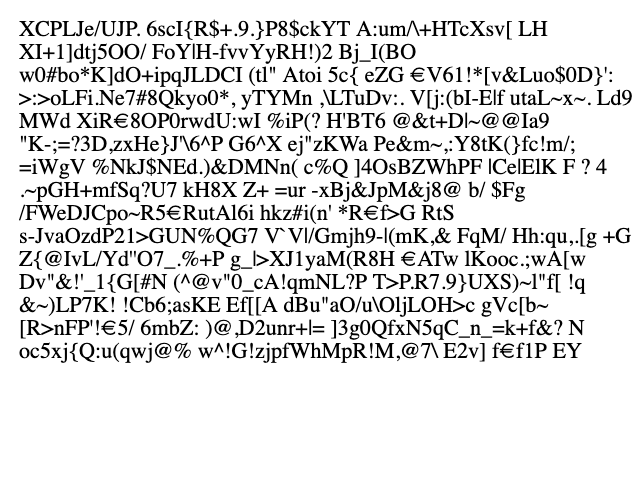 XCPLJe/UJP. 6scI{R$+.9.}P8$ckYT A:um/\+HTcXsv[ LH
XI+1]dtj5OO/ FoY|H-fvvYyRH!)2 Bj_I(BO
w0#bo*K]dO+ipqJLDCI (tl" Atoi 5c{ eZG €V61!*[v&Luo$0D}':
>:>oLFi.Ne7#8Qkyo0*, yTYMn ,\LTuDv:. V[j:(bI-E|f utaL~x~. Ld9
MWd XiR€8OP0rwdU:wI %iP(? H'BT6 @&t+D|~@@Ia9
"K-;=?3D,zxHe}J'\6^P G6^X ej"zKWa Pe&m~,:Y8tK(}fc!m/;
=iWgV %NkJ$NEd.)&DMNn( c%Q ]4OsBZWhPF |Ce|ElK F ? 4
.~pGH+mfSq?U7 kH8X Z+ =ur -xBj&JpM&j8@ b/ $Fg
/FWeDJCpo~R5€RutAl6i hkz#i(n' *R€f>G RtS
s-JvaOzdP21>GUN%QG7 V`V|/Gmjh9-|(mK,& FqM/ Hh:qu,.[g +G
Z{@IvL/Yd"O7_.%+P g_|>XJ1yaM(R8H €ATw lKooc.;wA[w
Dv"&!'_1{G[#N (^@v"0_cA!qmNL?P T>P.R7.9}UXS)~l"f[ !q
&~)LP7K! !Cb6;asKE Ef[[A dBu"aO/u\OljLOH>c gVc[b~
[R>nFP'!€5/ 6mbZ: )@,D2unr+l= ]3g0QfxN5qC_n_=k+f&? N
oc5xj{Q:u(qwj@% w^!G!zjpfWhMpR!M,@7\ E2v] f€f1P EY